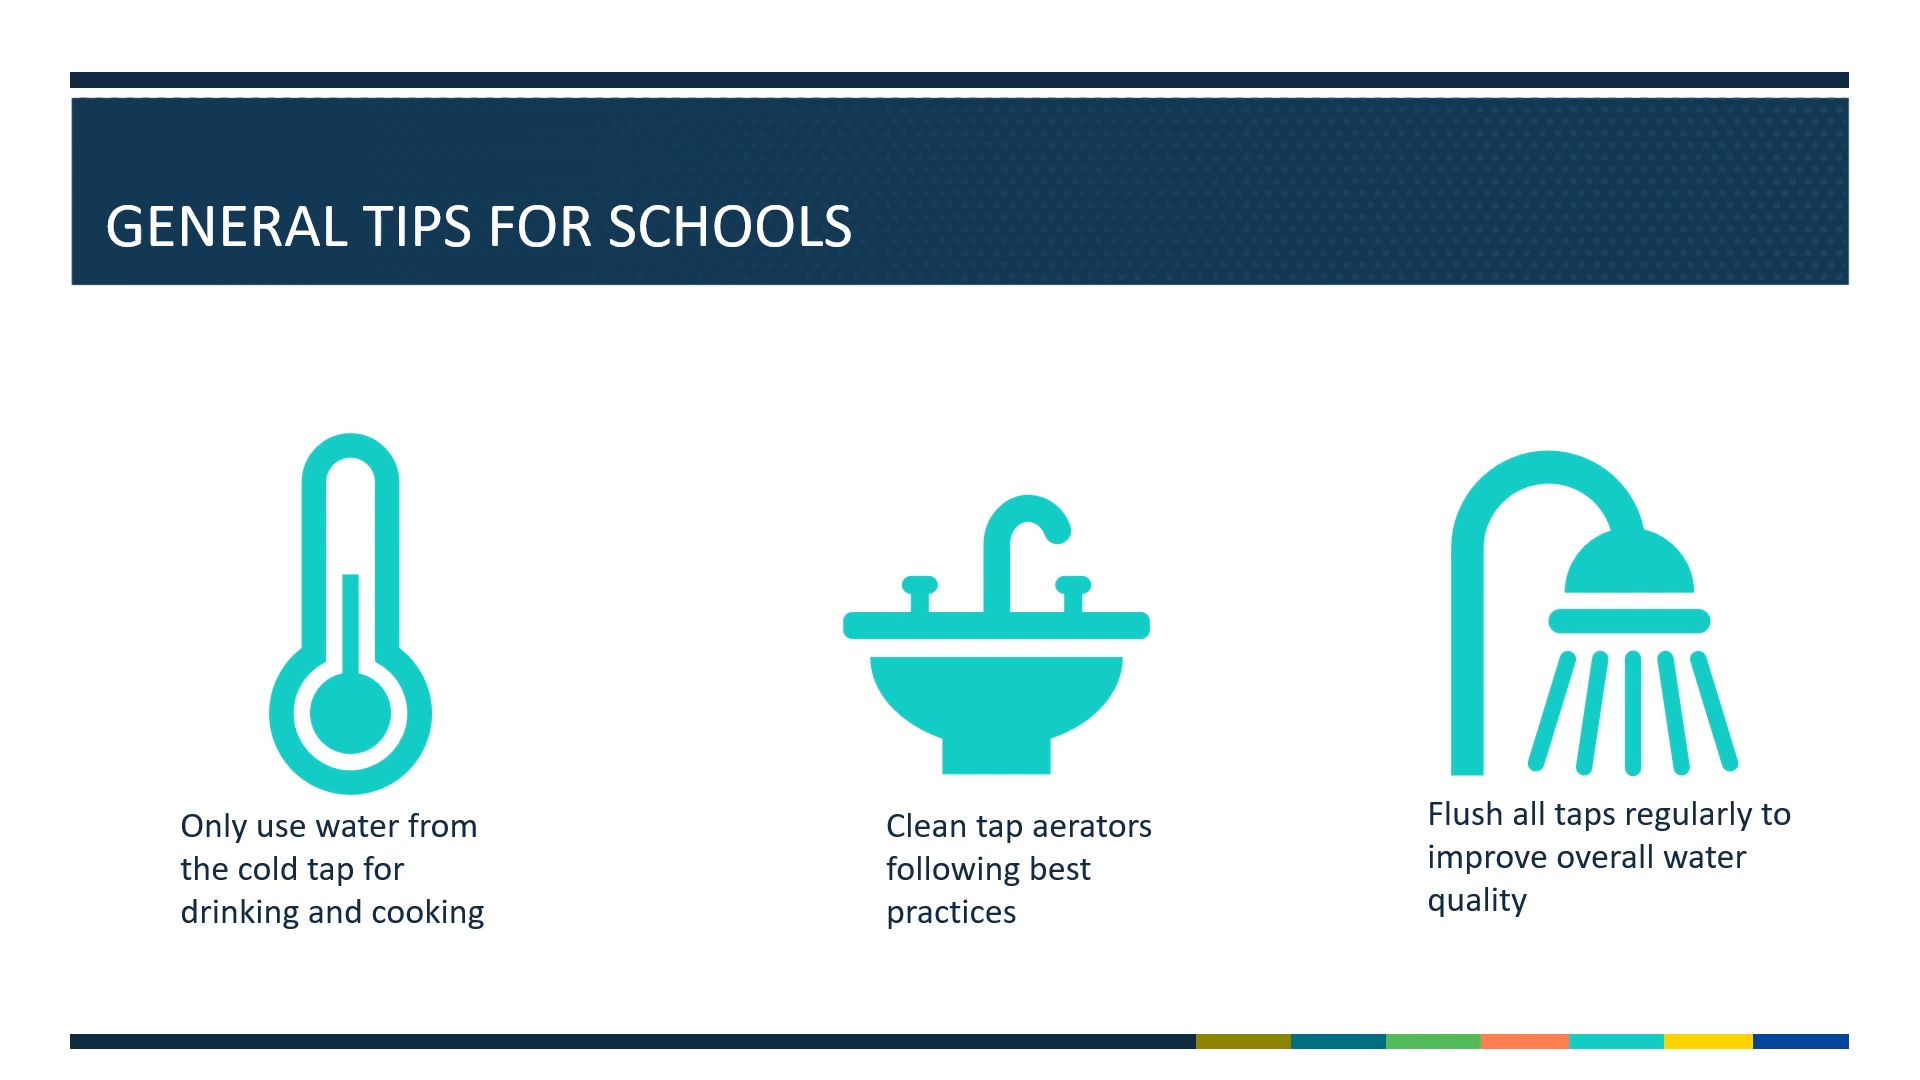 GENERAL TIPS FOR SCHOOLS
Only use water from
the cold tap for
drinking and cooking
Clean tap aerators
following best
practices
Flush all taps regularly to
improve overall water
quality